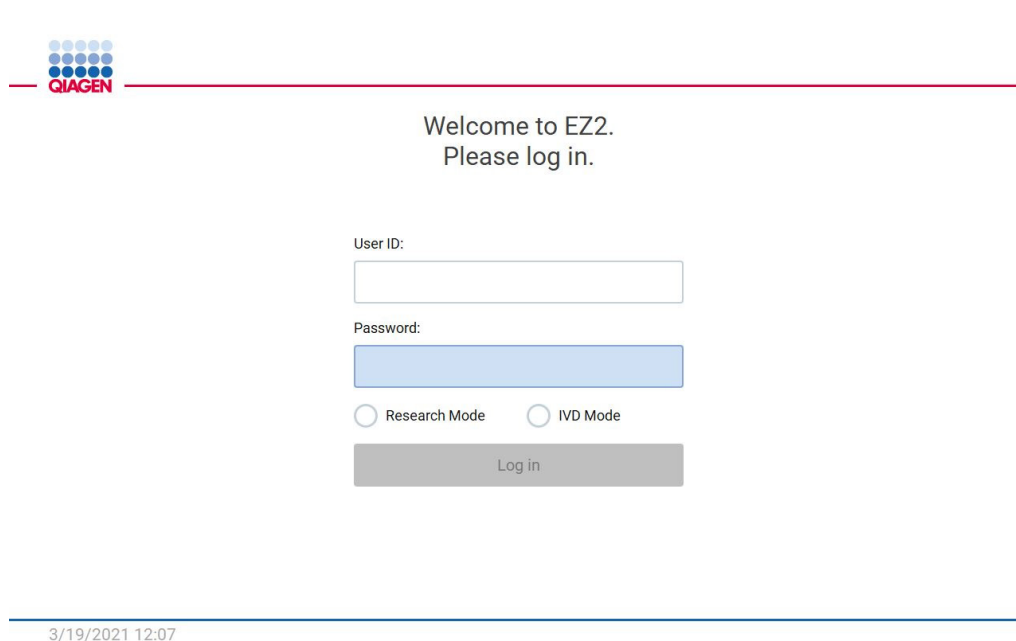 QIAGEN
Welcome to EZ2.
Please log in.
User ID:
Password:
Research Mode
IVD Mode
Log in
3/19/2021 12:07